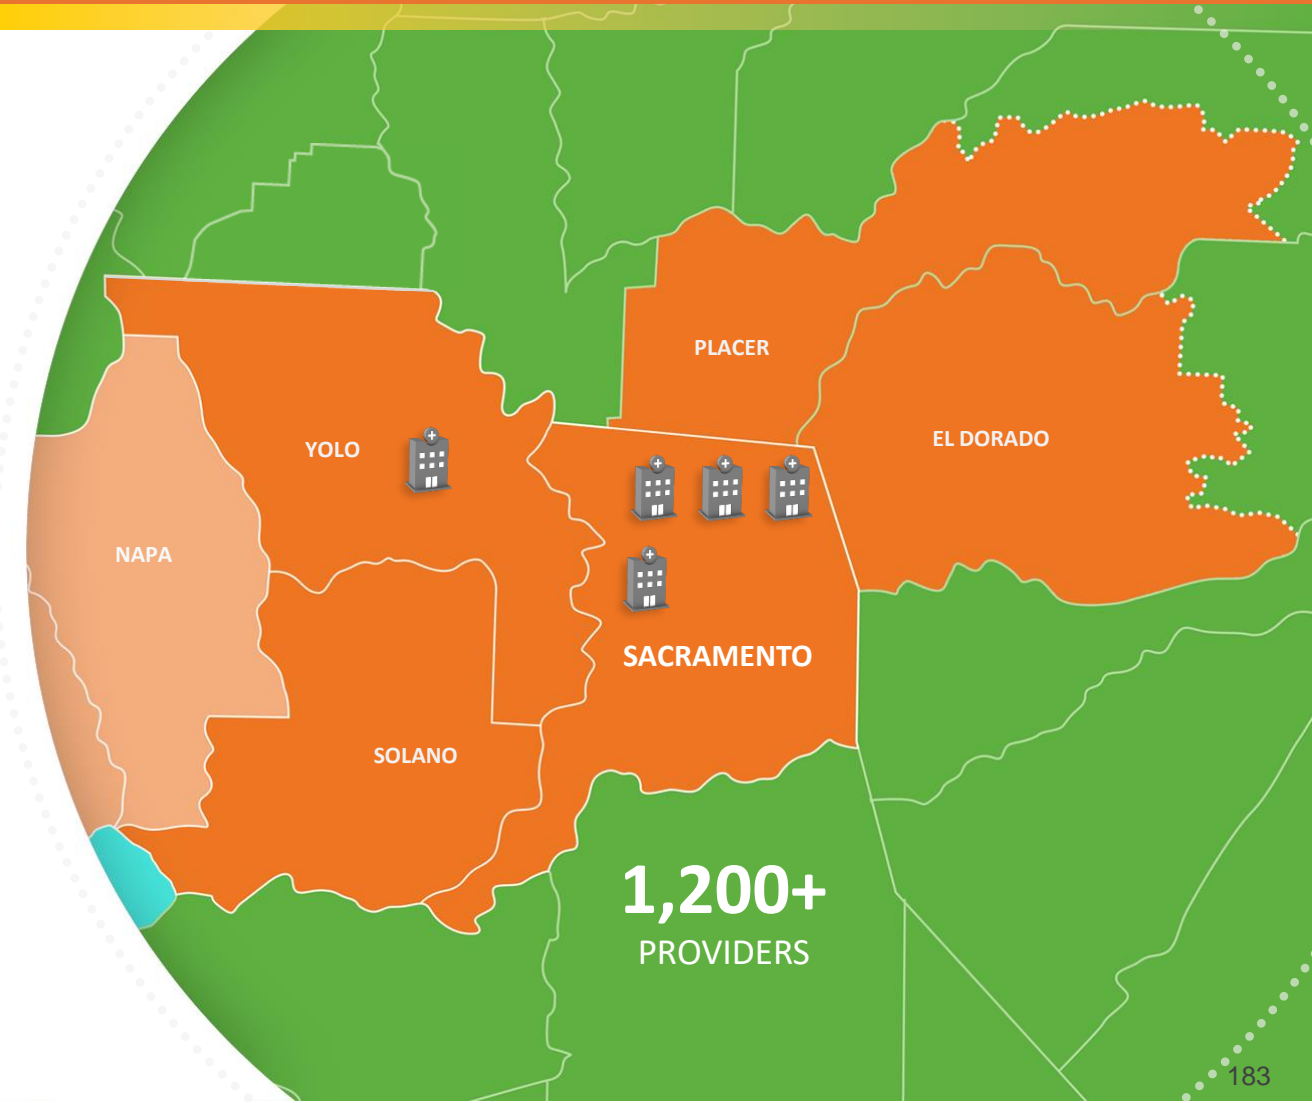 PLACER
EL DORADO
YOLO
NAPA
SACRAMENTO
SOLANO
1,200+
PROVIDERS
183